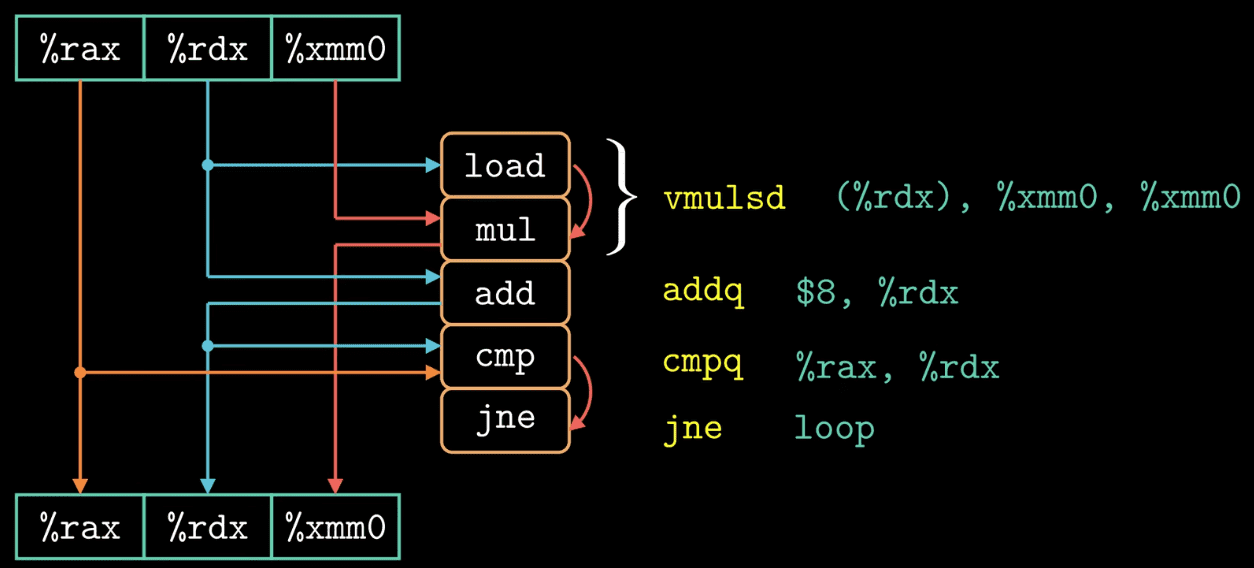 %rax %rdx %xmm0
load
mul
vmulsd (%rdx), %xmm0, %xmm0
add
addq $8, %rdx
cmp
cmpq %rax, %rdx
jne
jne loop
%rax %rdx %xmm0